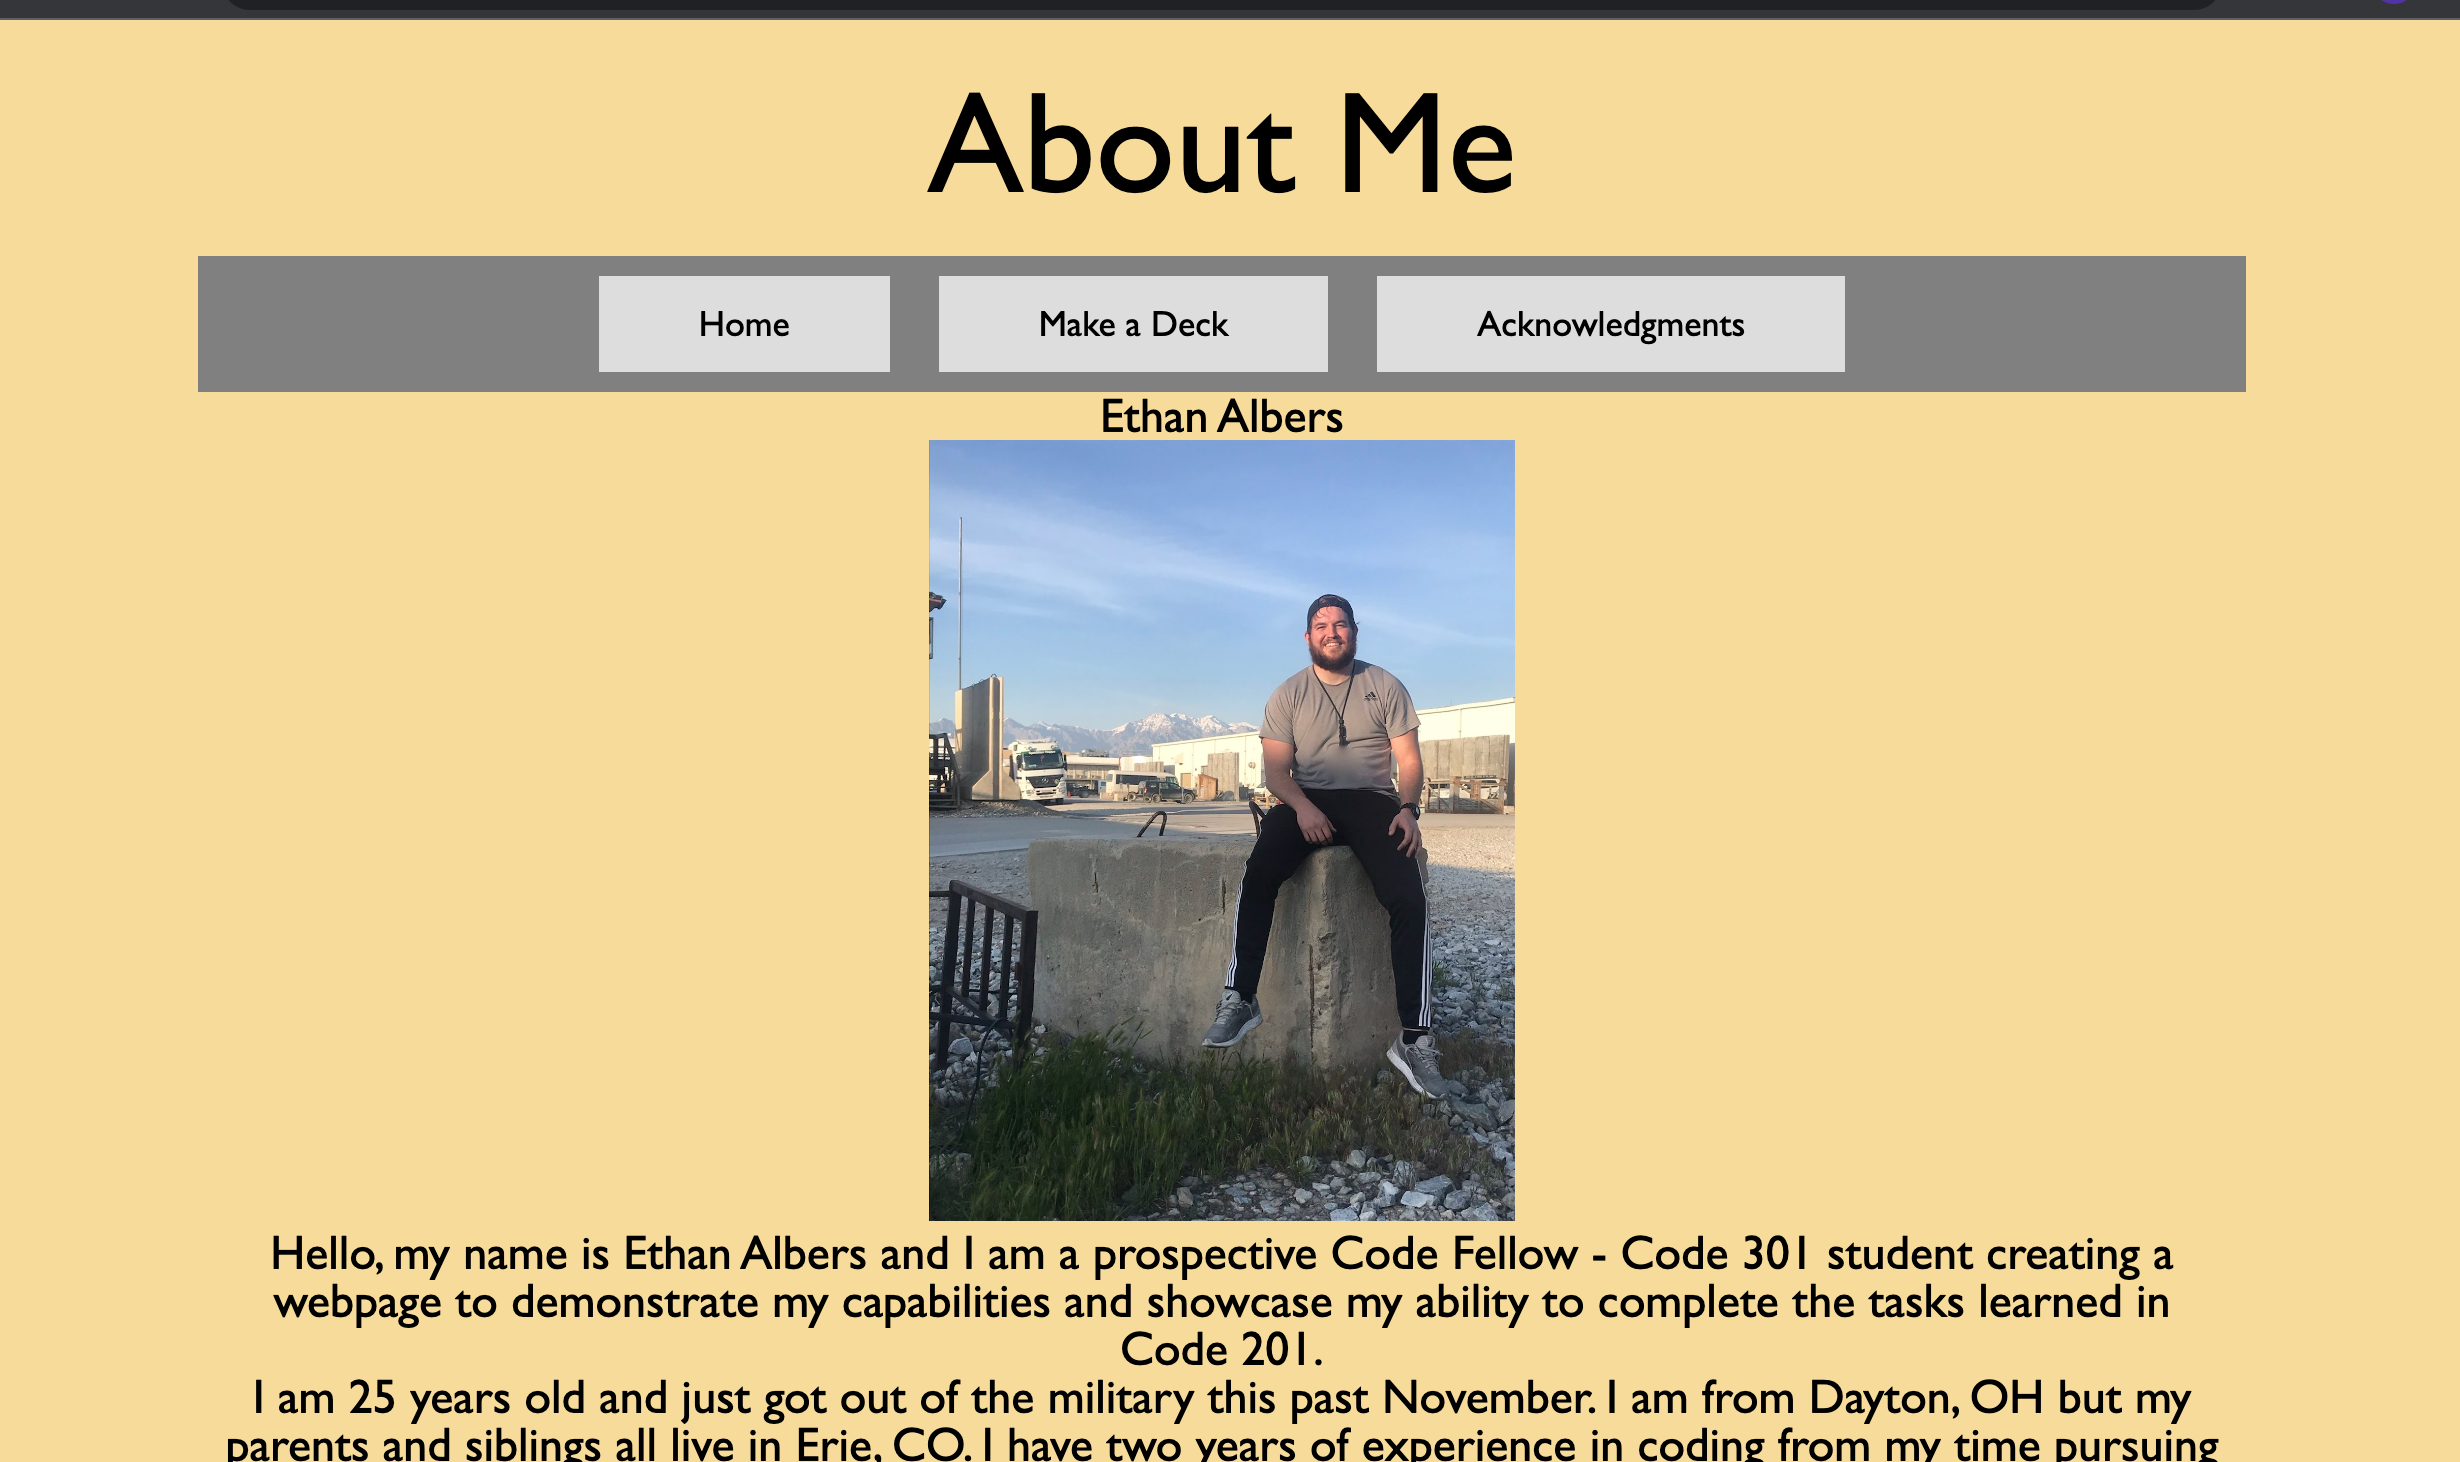 About Me
Home
Make a Deck
Acknowledgments
Ethan Albers
Hello, my name is Ethan Albers and I am a prospective Code Fellow - Code 301 student creating a
webpage to demonstrate my capabilities and showcase my ability to complete the tasks learned in
Code 201.
I am 25 years old and just got out of the military this past November. I am from Dayton, OH but my
parents and siblings all live in Erie, CO. I have two years of experience in coding from my time pursuing